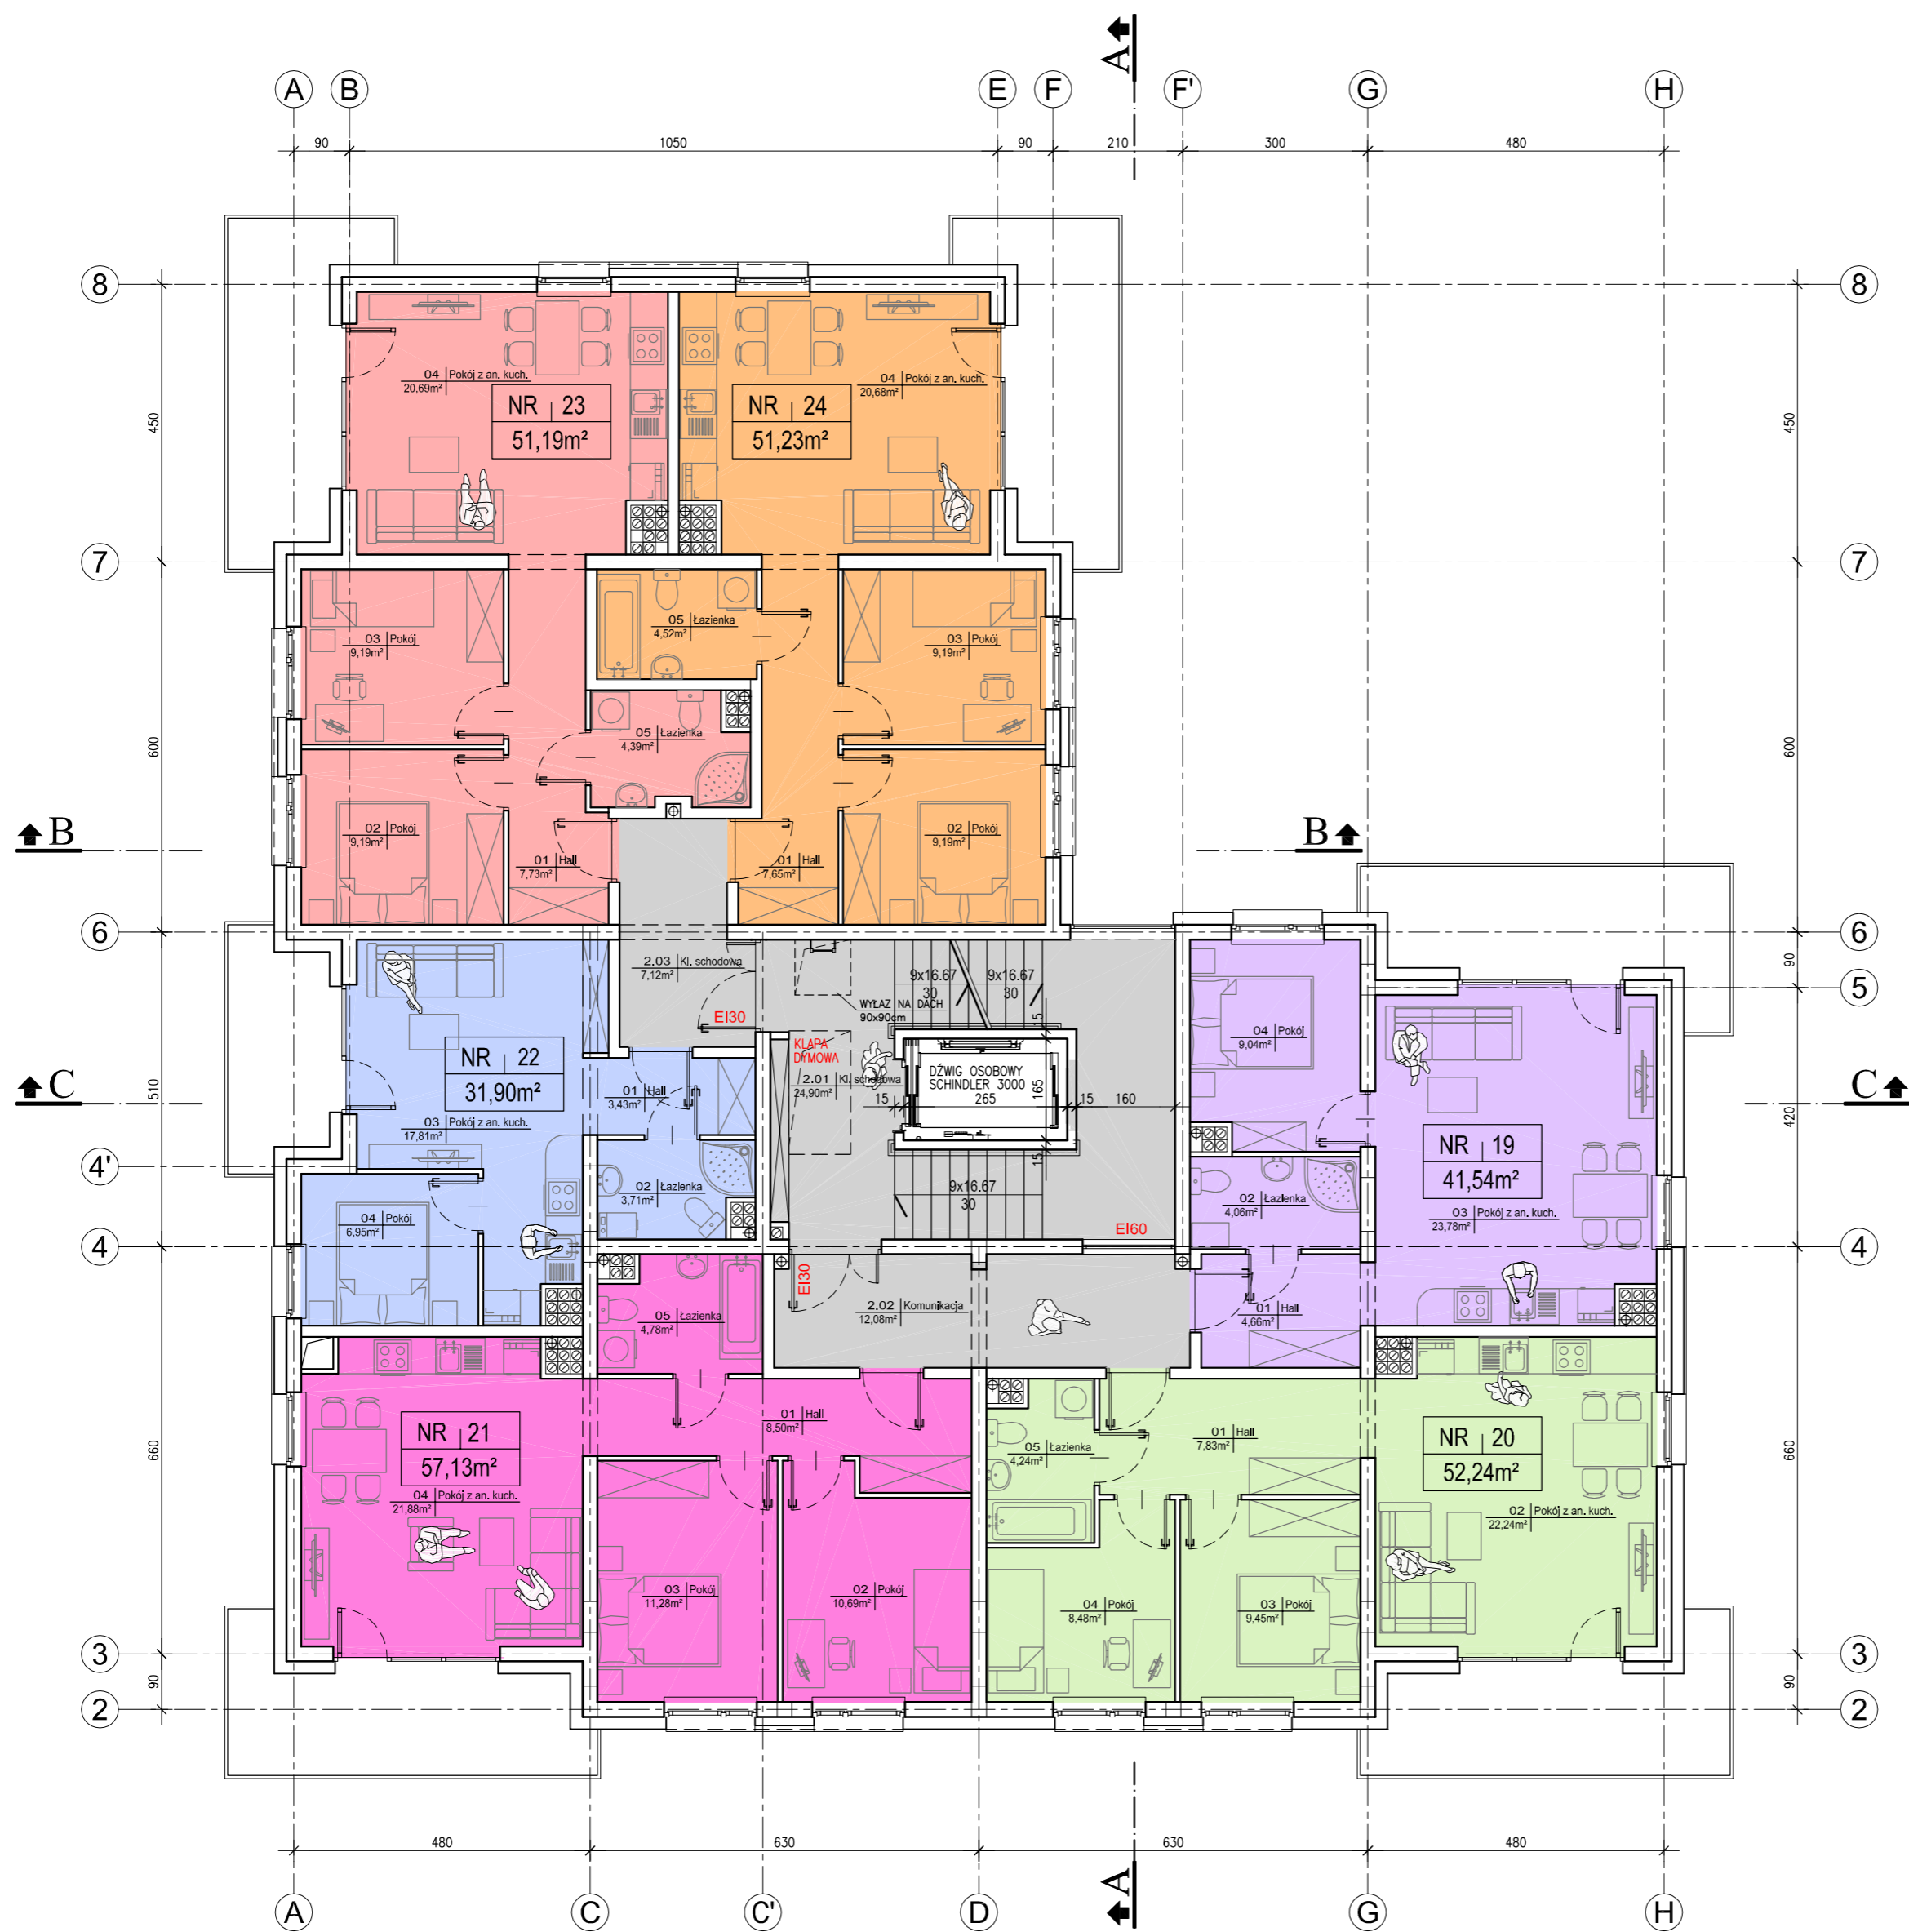 A
A B E F F' G H
90 1050 90 210 300 480
8 8
04 Pokój z an. kuch.
20,69m²
NR 23
51,19m²
04 Pokój z an. kuch.
20,68m²
NR 24
51,23m²
450 450
7 7
03 Pokój
9,19m²
05 Łazienka
4,52m²
03 Pokój
9,19m²
05 Łazienka
4,39m²
600 600
02 Pokój
9,19m²
01 Hall
7,73m²
01 Hall
7,65m²
02 Pokój
9,19m²
B B
6 6
90
5
2.03 Kl. schodowa
7,12m²
EI30
WYŁAZ NA DACH
90x90cm
9x16.67
30
9x16.67
30
15
KLAPA
DYMOWA
2.01 Kl. schodowa
24,90m²
DŹWIG OSOBOWY
SCHINDLER 3000
265
165
15 15 160
15
04 Pokój
9,04m²
NR 22
31,90m²
01 Hall
3,43m²
03 Pokój z an. kuch.
17,81m²
C C
510 420
NR 19
41,54m²
03 Pokój z an. kuch.
23,78m²
02 Łazienka
4,06m²
4'
02 Łazienka
3,71m²
04 Pokój
6,95m²
9x16.67
30
EI60
4 4
EI30
2.02 Komunikacja
12,08m²
01 Hall
4,66m²
05 Łazienka
4,78m²
NR 21
57,13m²
01 Hall
8,50m²
04 Pokój z an. kuch.
21,88m²
05 Łazienka
4,24m²
01 Hall
7,83m²
NR 20
52,24m²
02 Pokój z an. kuch.
22,24m²
660 660
03 Pokój
11,28m²
02 Pokój
10,69m²
04 Pokój
8,48m²
03 Pokój
9,45m²
3 3
90 90
2 2
480 630 630 480
A
A C C' D G H